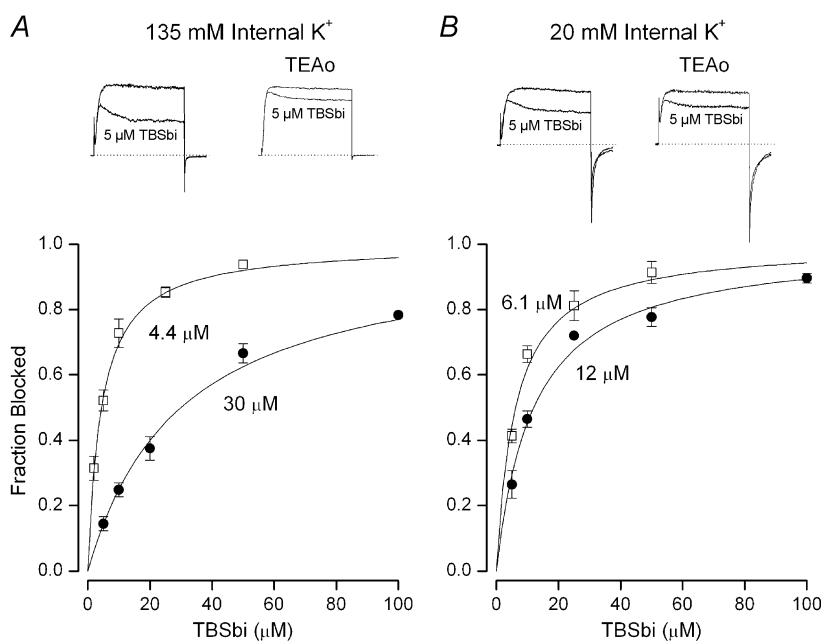 A 135 mM Internal K+
TEAo
5 µM TBSbi
5 µM TBSbi
1.0
0.8
0.6
0.4
0.2
0.0
Fraction Blocked
4.4 µM
30 µM
0 20 40 60 80 100
TBSbi (µM)
B 20 mM Internal K+
TEAo
5 µM TBSbi
5 µM TBSbi
1.0
0.8
0.6
0.4
0.2
0.0
6.1 µM
12 µM
0 20 40 60 80 100
TBSbi (µM)